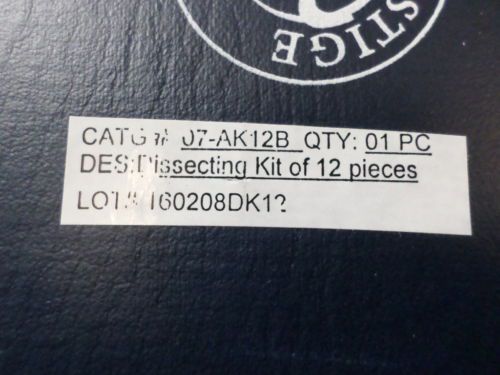 STIGE
CATG # 07-AK12B QTY: 01 PC
DES:Dissecting Kit of 12 pieces
LOT# 160208DK12